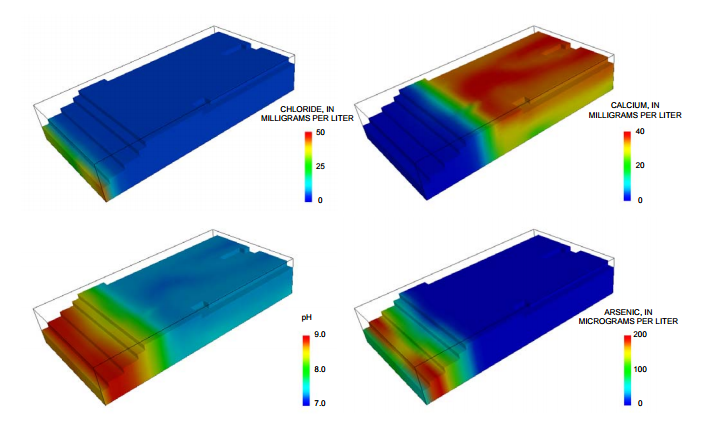 CHLORIDE, IN
MILLIGRAMS PER LITER
50
25
0
CALCIUM, IN
MILLIGRAMS PER LITER
40
20
0
pH
9.0
8.0
7.0
ARSENIC, IN
MICROGRAMS PER LITER
200
100
0